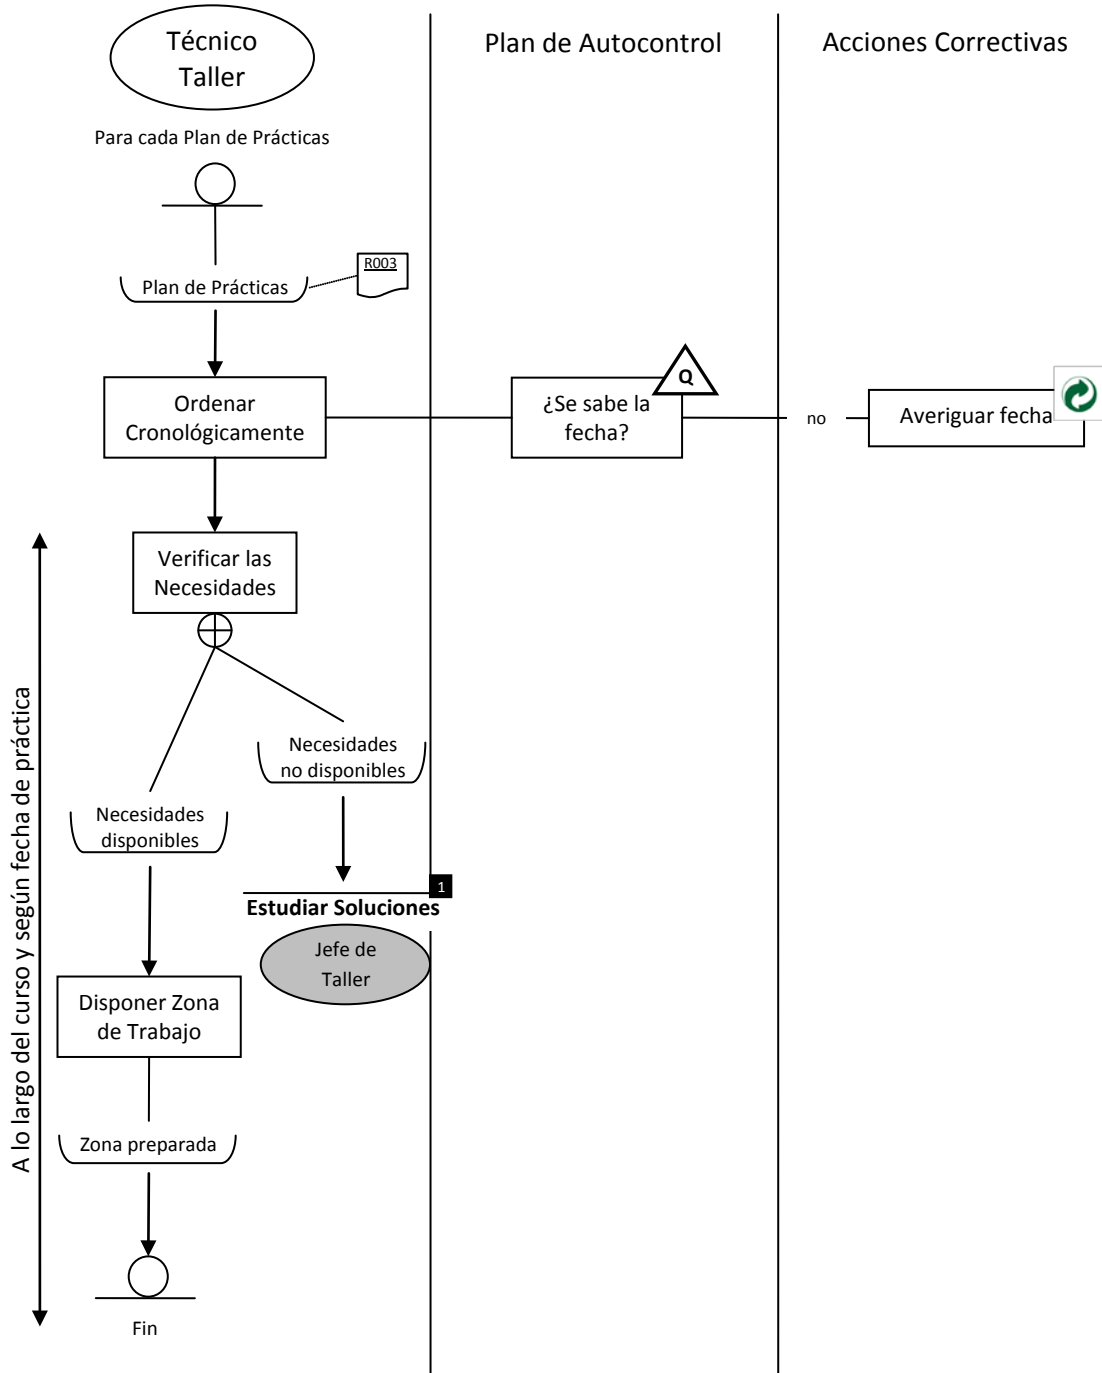 Técnico
Taller
Plan de Autocontrol
Acciones Correctivas
Para cada Plan de Prácticas
R003
Plan de Prácticas
Q
Ordenar
Cronológicamente
¿Se sabe la
fecha?
no
Averiguar fecha
Verificar las
Necesidades
A lo largo del curso y según fecha de práctica
Necesidades
no disponibles
Necesidades
disponibles
1
Estudiar Soluciones
Jefe de
Taller
Disponer Zona
de Trabajo
Zona preparada
Fin